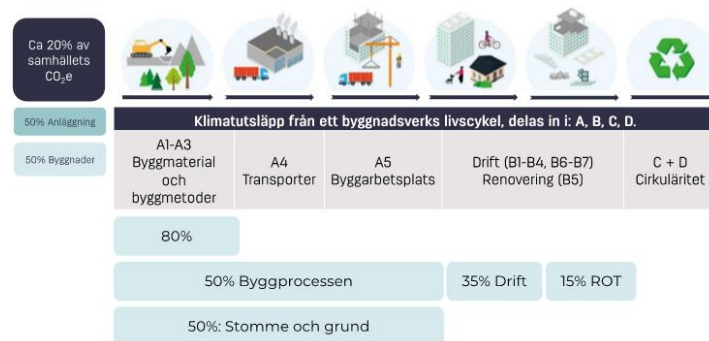 Ca 20% av
samhällets
CO₂e
50% Anläggning
50% Byggnader
Klimatutsläpp från ett byggnadsverks livscykel, delas in i: A, B, C, D.
A1-A3
Byggmaterial
och
byggmetoder
A4
Transporter
A5
Byggarbetsplats
Drift (B1-B4, B6-B7)
Renovering (B5)
C + D
Cirkuläritet
80%
50% Byggprocessen
35% Drift
15% ROT
50%: Stomme och grund